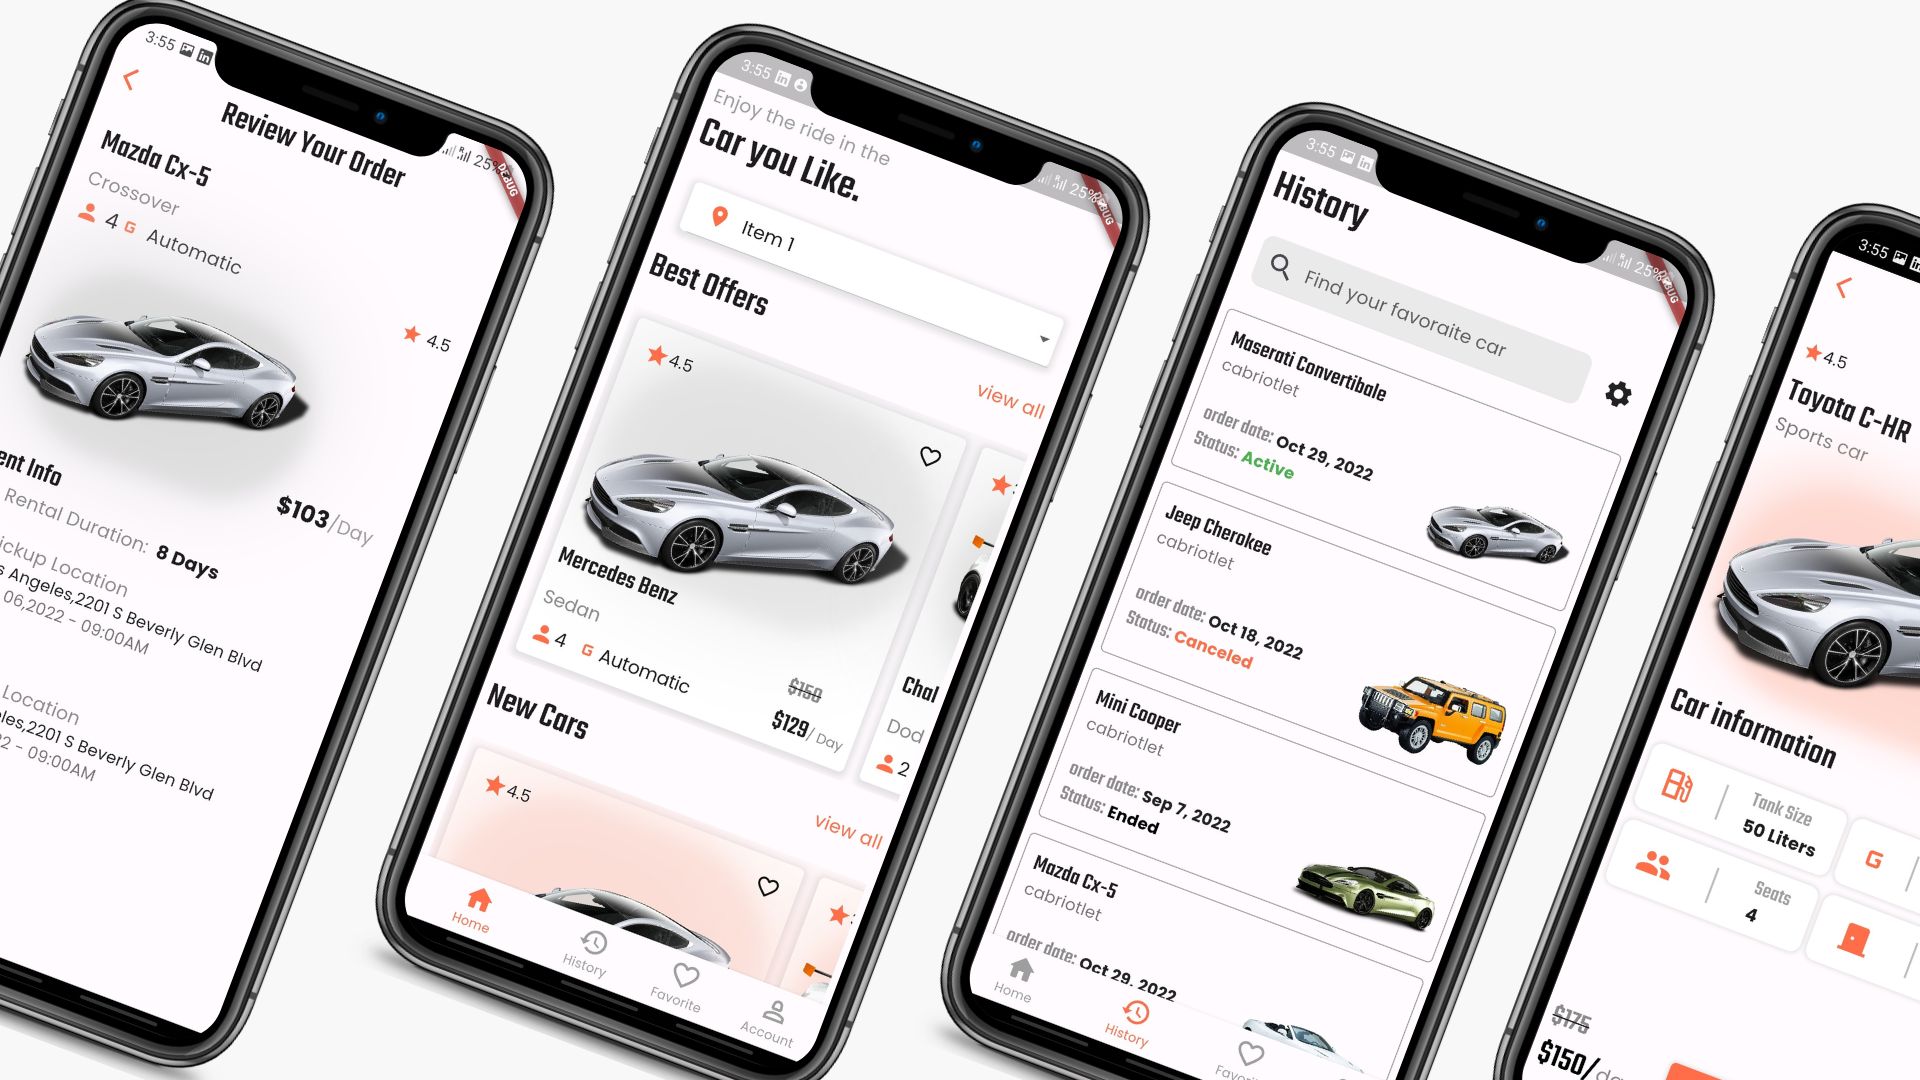 3:55
25%
DEBUG
Review Your Order
Mazda Cx-5
Crossover
4 G Automatic
4.5
$103/Day
ent Info
Rental Duration: 8 Days
ickup Location
s Angeles,2201 S Beverly Glen Blvd
06,2022 - 09:00AM
Location
eles,2201 S Beverly Glen Blvd
2 - 09:00AM
3:55
25%
DEBUG
Enjoy the ride in the
Car you Like.
Item 1
Best Offers
view all
4.5
Mercedes Benz
Sedan
4 G Automatic
$150
$129/ Day
Chal
Dod
2
New Cars
view all
4.5
Home
History
Favorite
Account
3:55
25%
DEBUG
History
Find your favoraite car
Maserati Convertibale
cabriotlet
order date: Oct 29, 2022
Status: Active
Jeep Cherokee
cabriotlet
order date: Oct 18, 2022
Status: Canceled
Mini Cooper
cabriotlet
order date: Sep 7, 2022
Status: Ended
Mazda Cx-5
cabriotlet
order date: Oct 29, 2022
Home
History
Favori
3:55
4.5
Toyota C-HR
Sports car
Car information
Tank Size
50 Liters
G
Seats
4
$175
$150/da